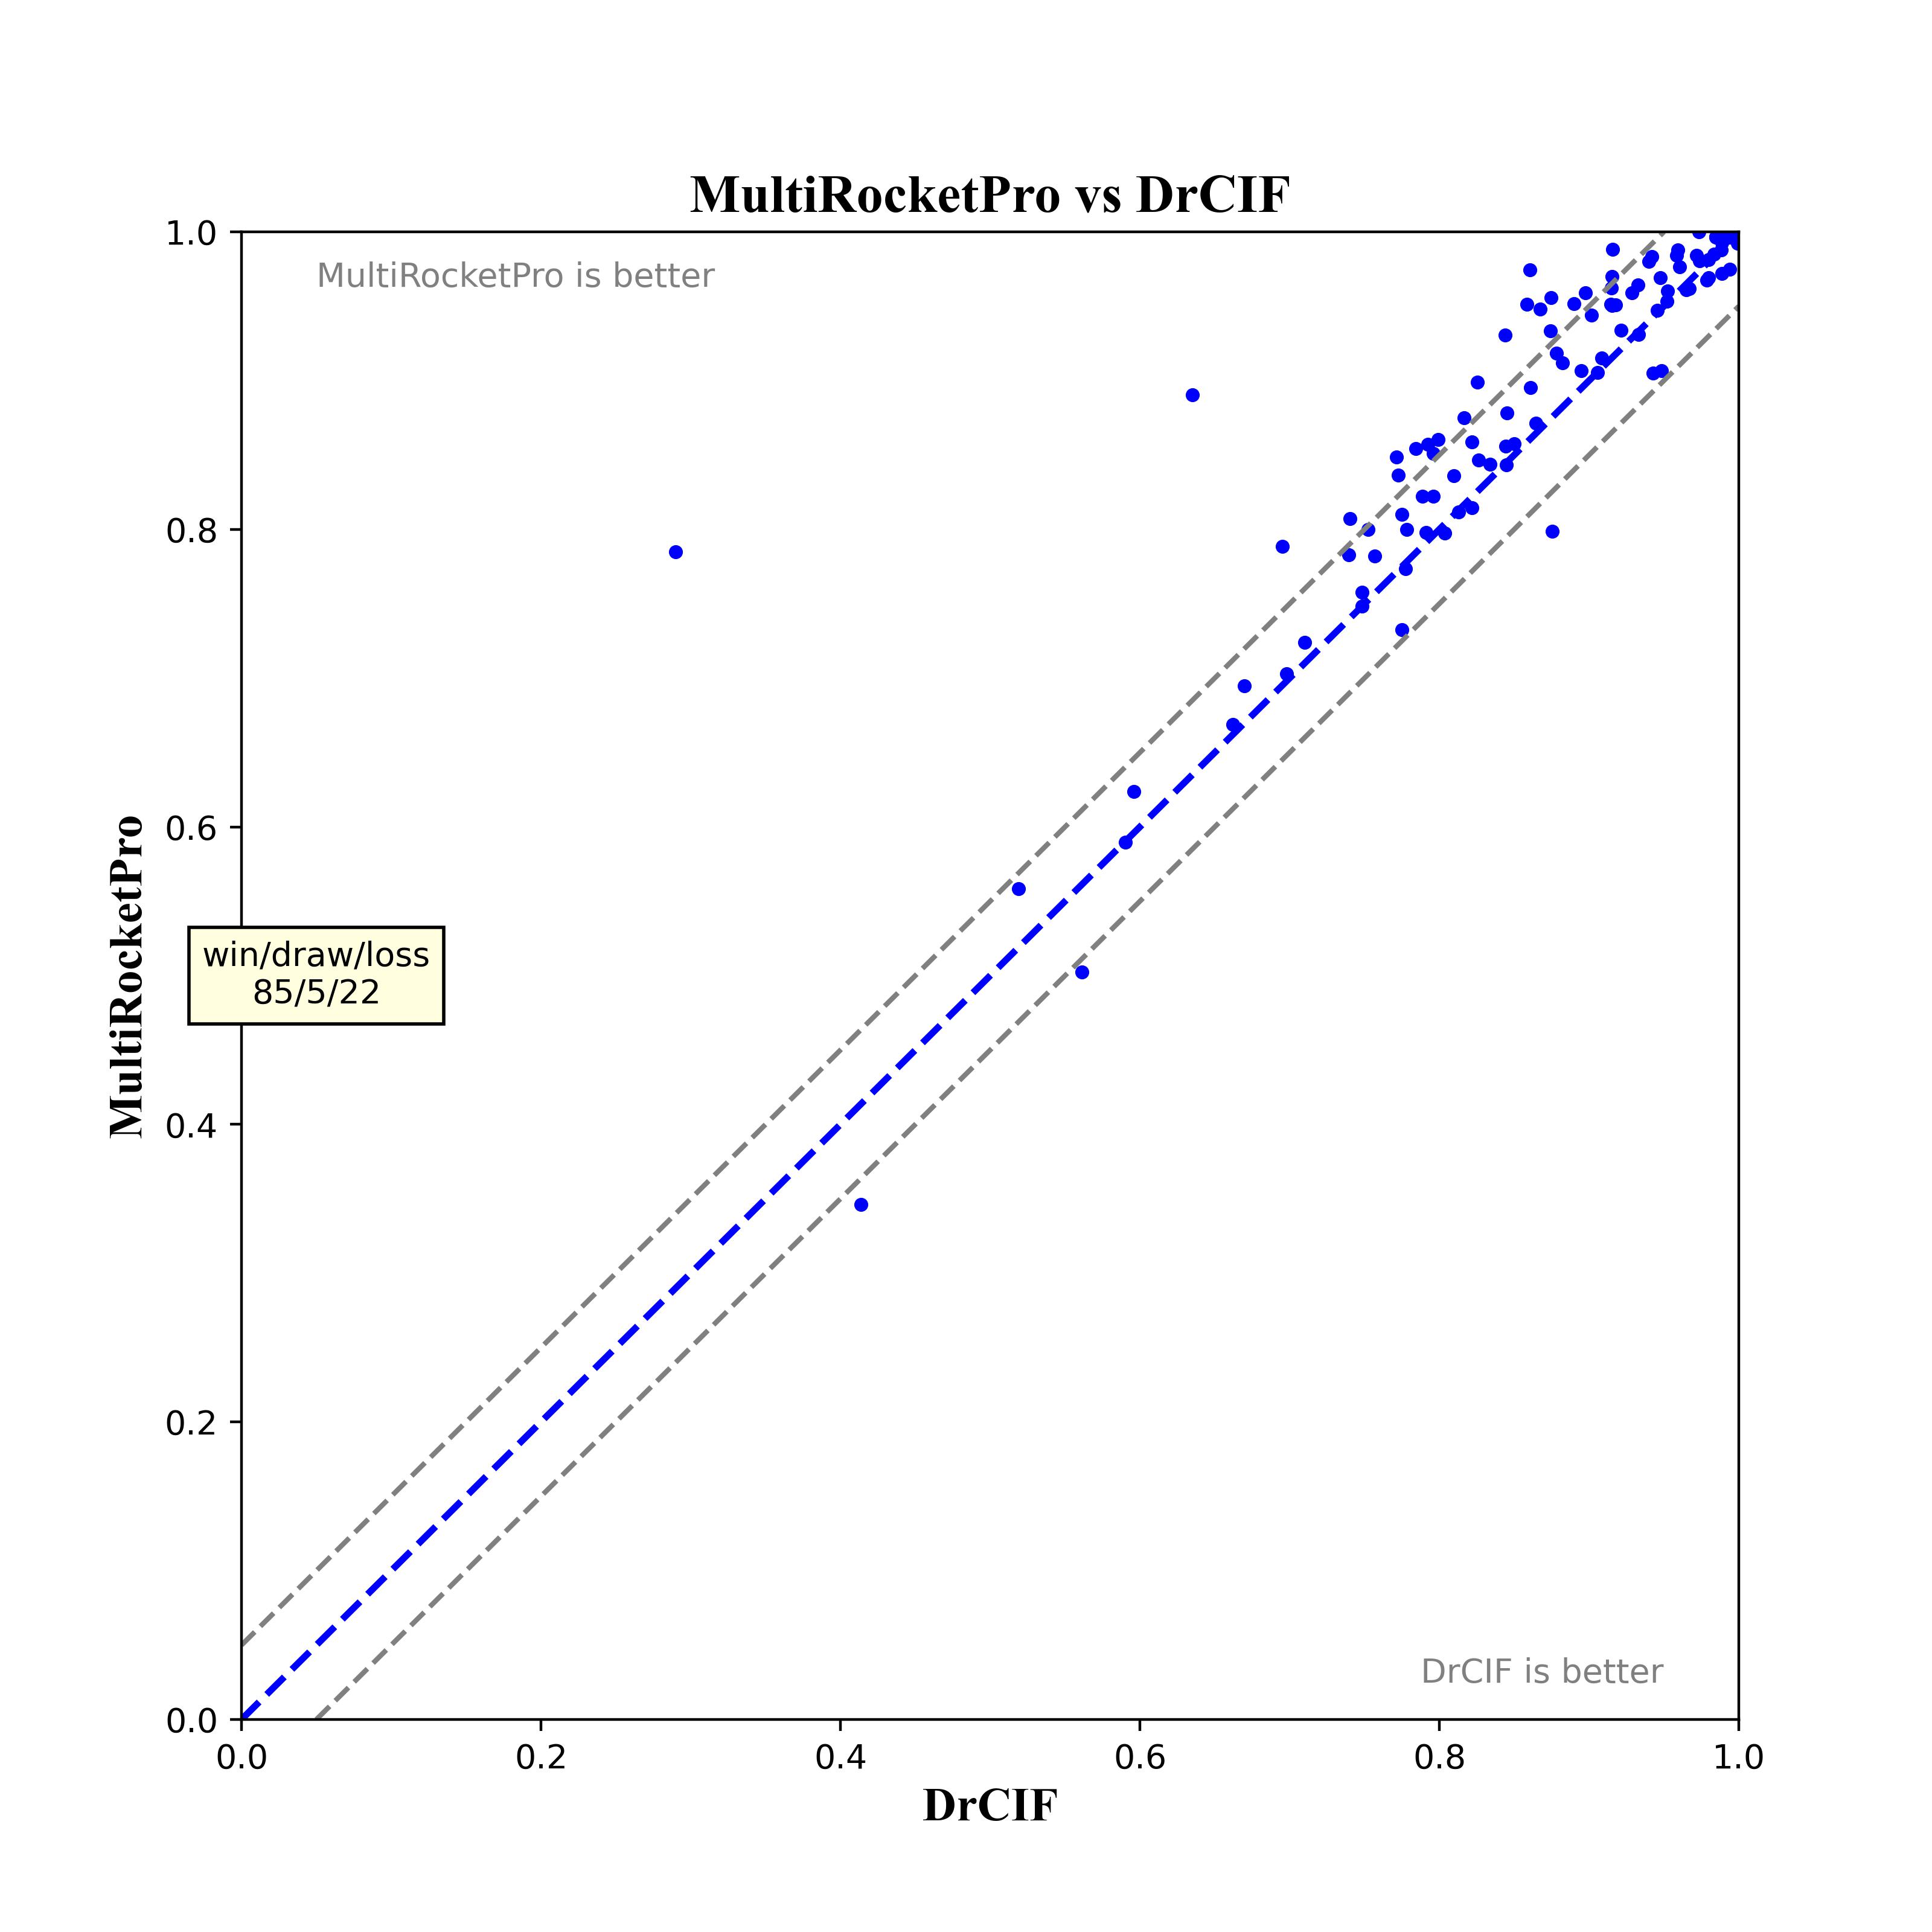 MultiRocketPro vs DrCIF
1.0
MultiRocketPro is better
0.8
0.6
MultiRocketPro
win/draw/loss
85/5/22
0.4
0.2
DrCIF is better
0.0
0.0 0.2 0.4 0.6 0.8 1.0
DrCIF